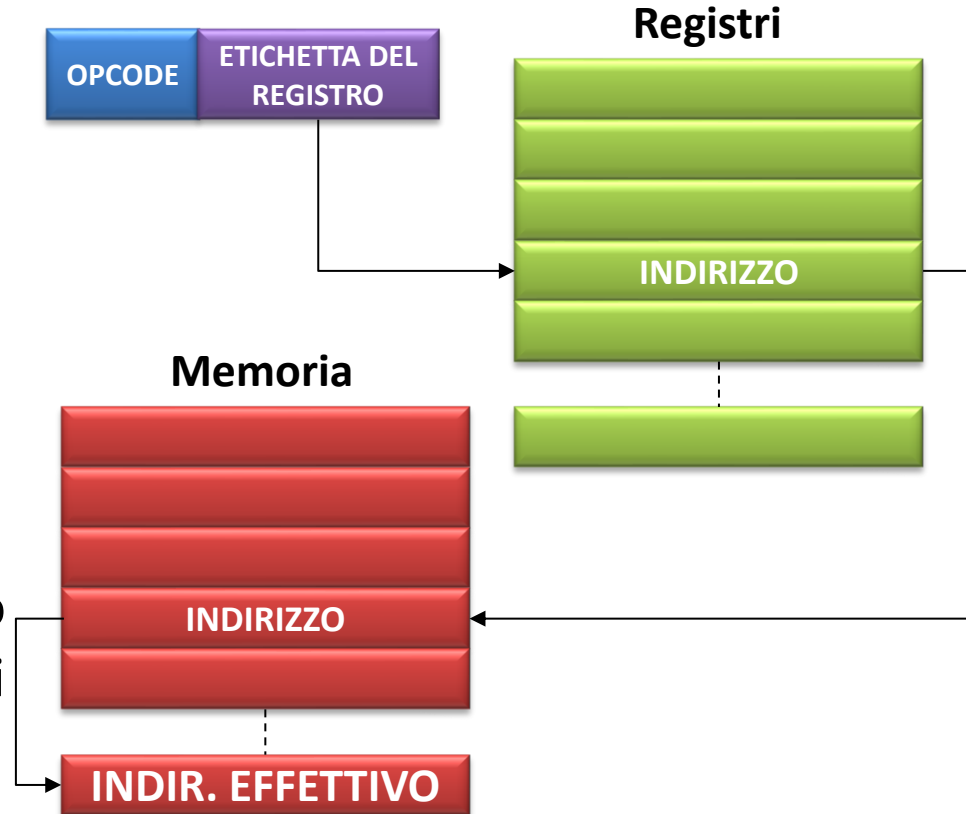 Registri
OPCODE
ETICHETTA DEL
REGISTRO
INDIRIZZO
Memoria
INDIRIZZO
i
INDIR. EFFETTIVO